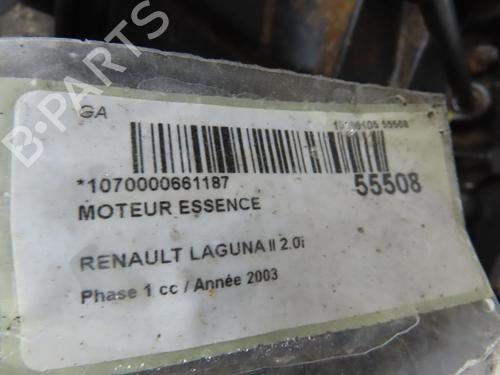 GA
*1070000661187
55508
MOTEUR ESSENCE
RENAULT LAGUNA II 2.0i
Phase 1 cc / Année 2003
B-PARTS